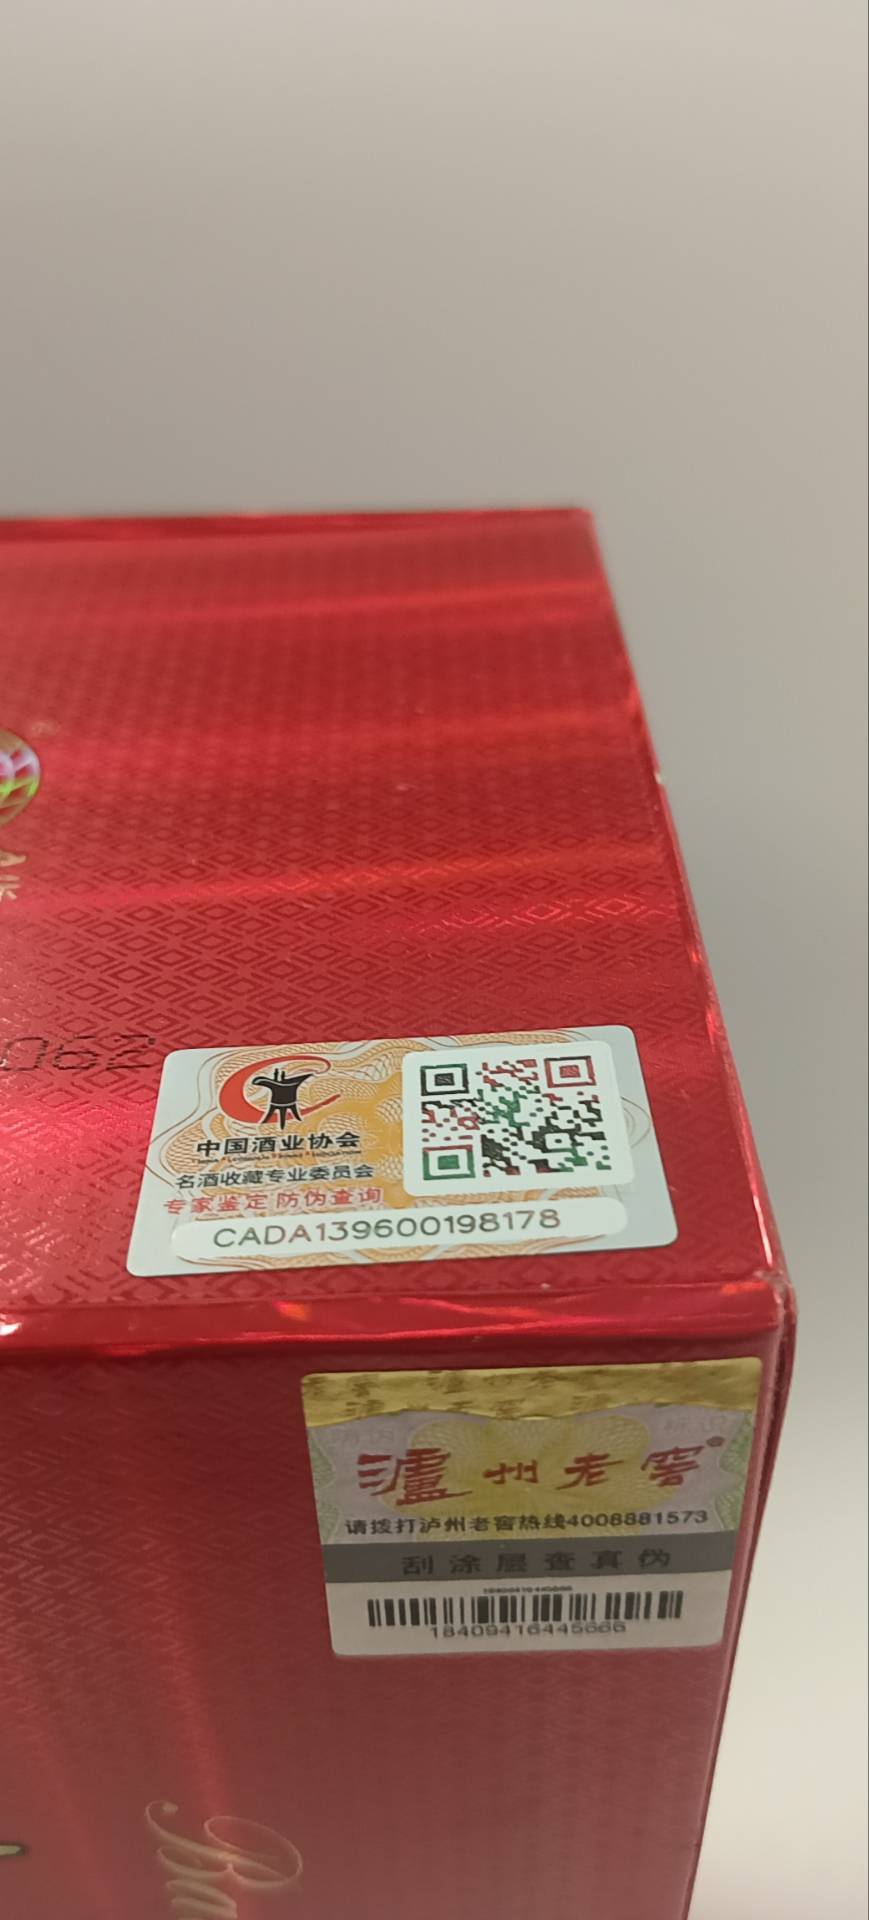 062
中国酒业协会
名酒收藏专业委员会
专家鉴定 防伪查询
CADA139600198178
泸州老窖
请拨打泸州老窖热线4008881573
刮涂层查真伪
18409416445666
Ba